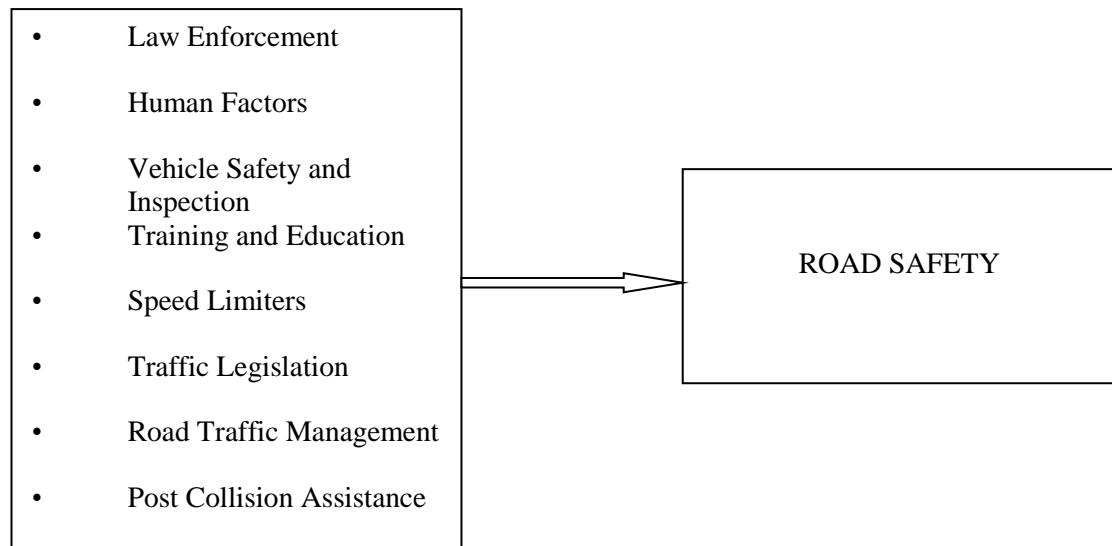 • Law Enforcement
• Human Factors
• Vehicle Safety and
Inspection
• Training and Education
• Speed Limiters
• Traffic Legislation
• Road Traffic Management
• Post Collision Assistance
ROAD SAFETY